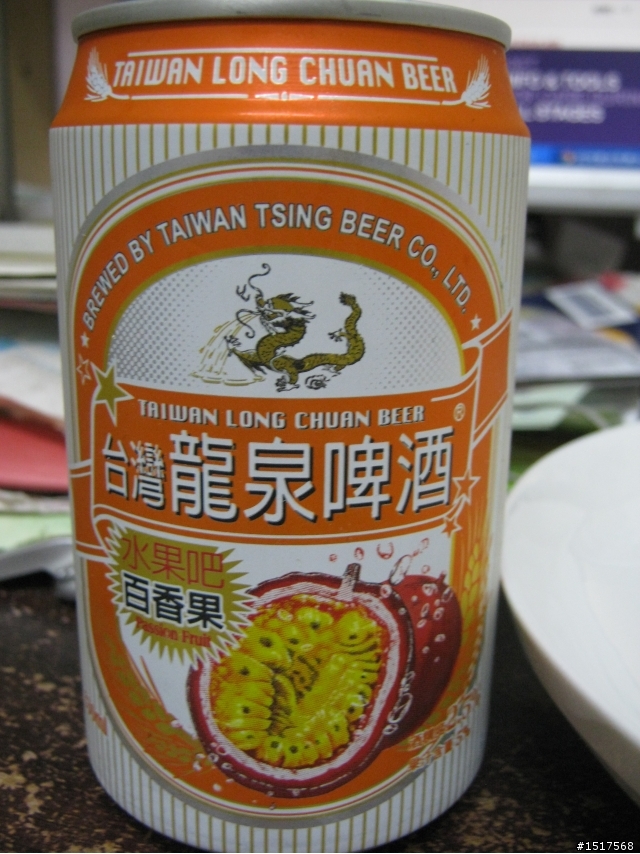 TAIWAN LONG CHUAN BEER
BREWED BY TAIWAN TSING BEER CO., LTD.
TAIWAN LONG CHUAN BEER
®
台灣龍泉啤酒
水果吧
百香果
Passion Fruit
& TOOLS
#1517568